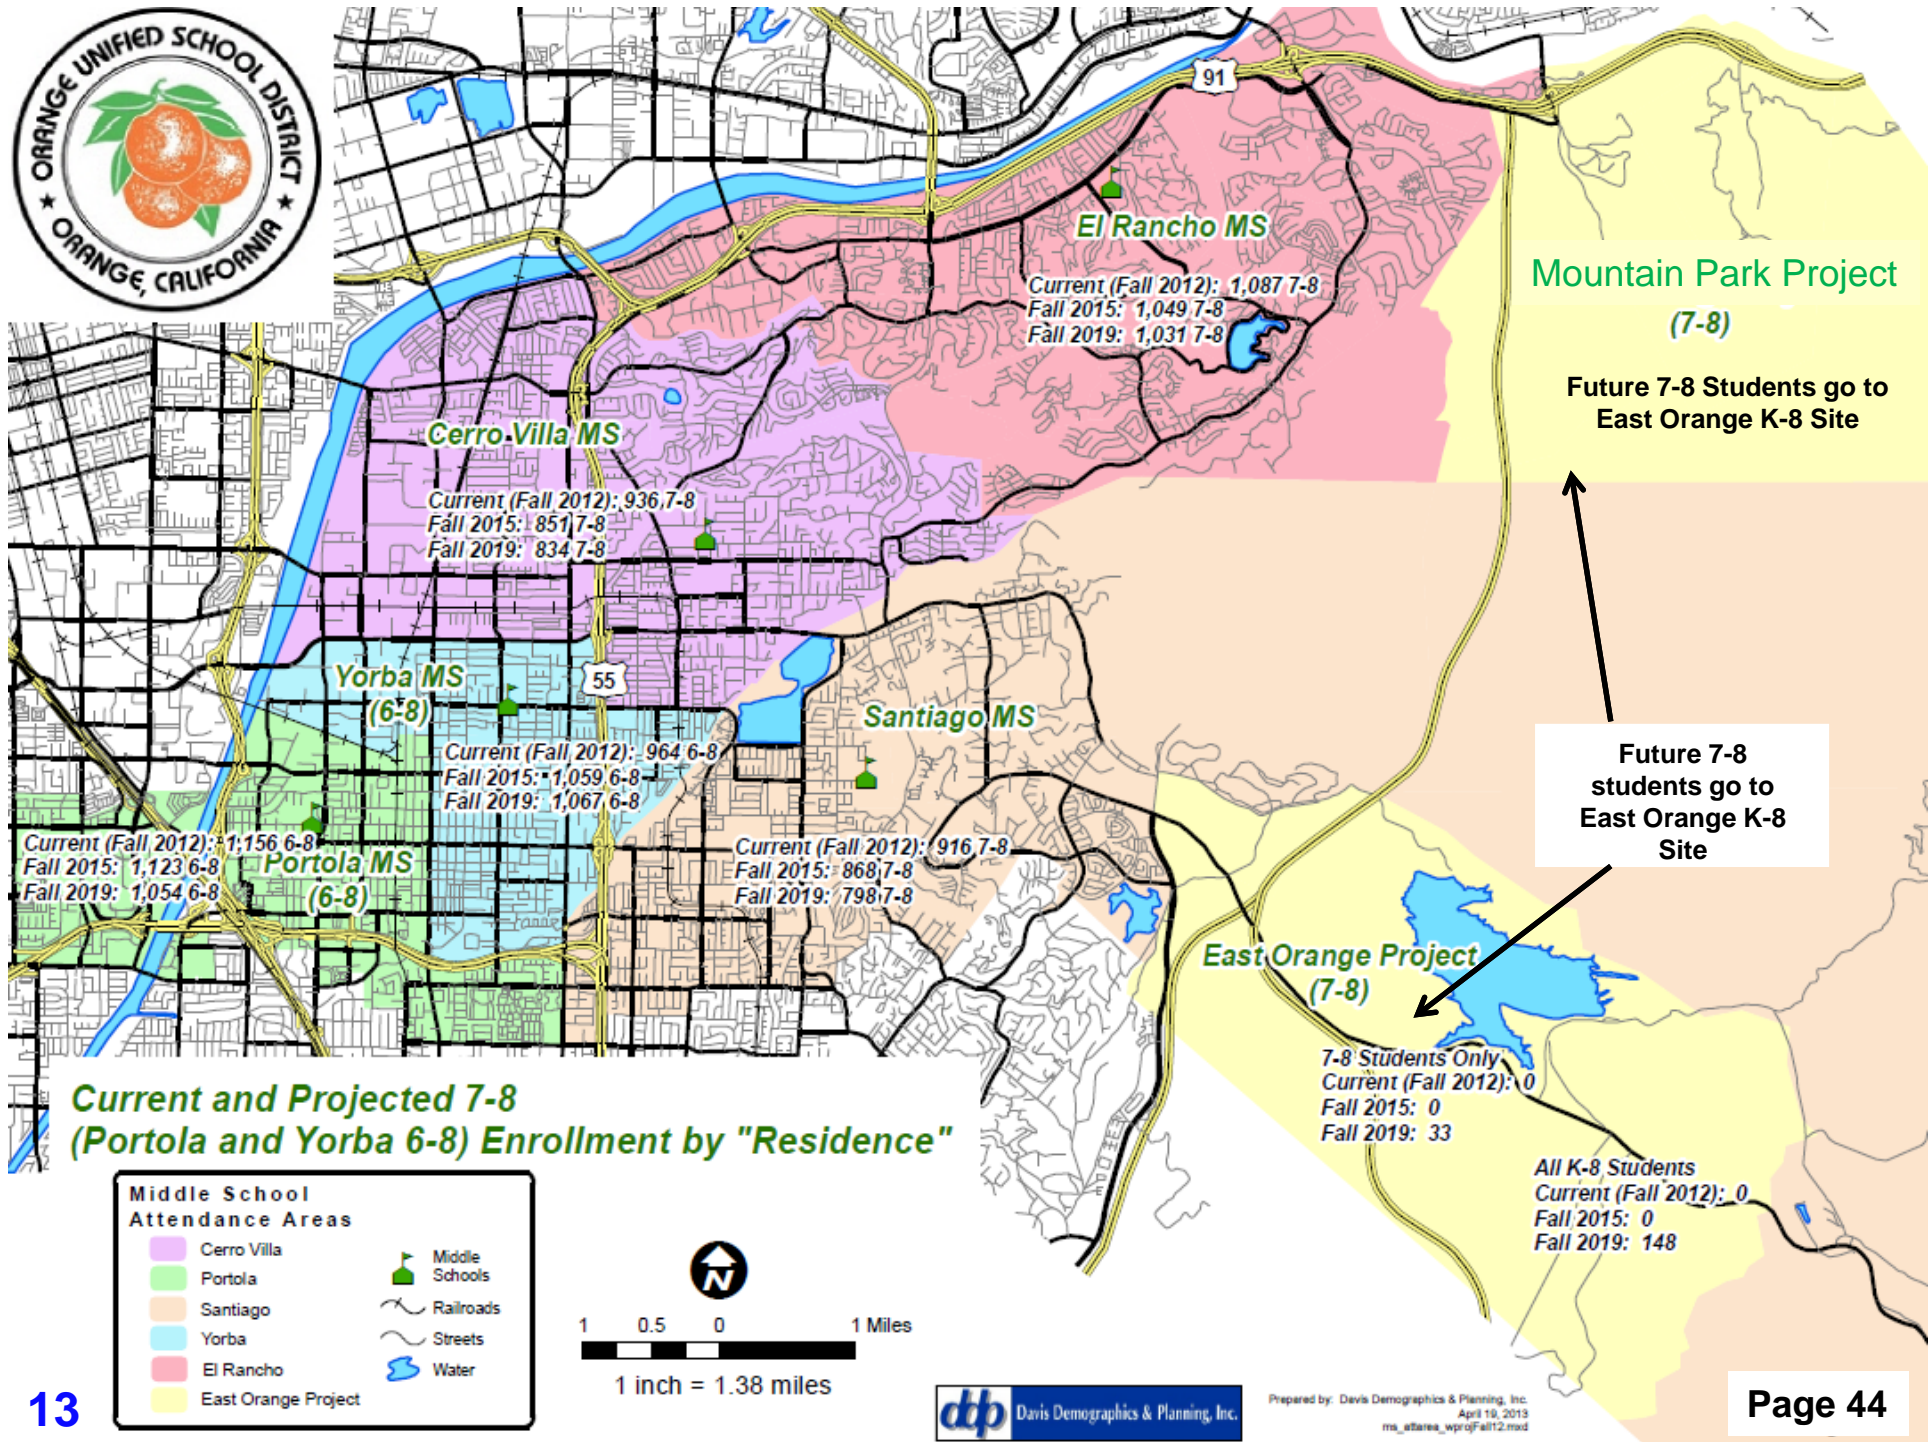 ORANGE UNIFIED SCHOOL DISTRICT
★ ORANGE, CALIFORNIA ★
91
El Rancho MS
Current (Fall 2012): 1,087 7-8
Fall 2015: 1,049 7-8
Fall 2019: 1,031 7-8
Mountain Park Project
(7-8)
Future 7-8 Students go to
East Orange K-8 Site
Cerro Villa MS
Current (Fall 2012): 936 7-8
Fall 2015: 851 7-8
Fall 2019: 834 7-8
Yorba MS
(6-8)
55
Current (Fall 2012): 964 6-8
Fall 2015: 1,059 6-8
Fall 2019: 1,067 6-8
Santiago MS
Current (Fall 2012): 916 7-8
Fall 2015: 868 7-8
Fall 2019: 798 7-8
Future 7-8
students go to
East Orange K-8
Site
Current (Fall 2012): 1,156 6-8
Fall 2015: 1,123 6-8
Fall 2019: 1,054 6-8
Portola MS
(6-8)
East Orange Project
(7-8)
7-8 Students Only
Current (Fall 2012): 0
Fall 2015: 0
Fall 2019: 33
All K-8 Students
Current (Fall 2012): 0
Fall 2015: 0
Fall 2019: 148
Current and Projected 7-8
(Portola and Yorba 6-8) Enrollment by "Residence"
Middle School
Attendance Areas
Cerro Villa
Portola
Santiago
Yorba
El Rancho
East Orange Project
Middle
Schools
Railroads
Streets
Water
N
1 0.5 0 1 Miles
1 inch = 1.38 miles
13
ddp Davis Demographics & Planning, Inc.
Prepared by: Davis Demographics & Planning, Inc.
April 19, 2013
ms_attarea_wprojFall12.mxd
Page 44